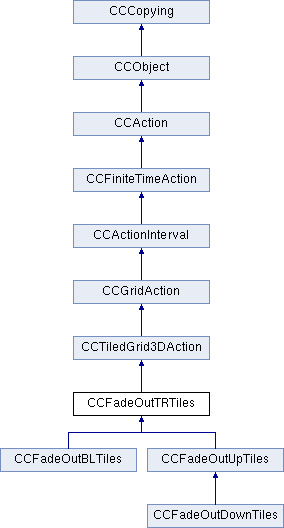 CCCopying
CCObject
CCAction
CCFiniteTimeAction
CCActionInterval
CCGridAction
CCTiledGrid3DAction
CCFadeOutTRTiles
CCFadeOutBLTiles
CCFadeOutUpTiles
CCFadeOutDownTiles